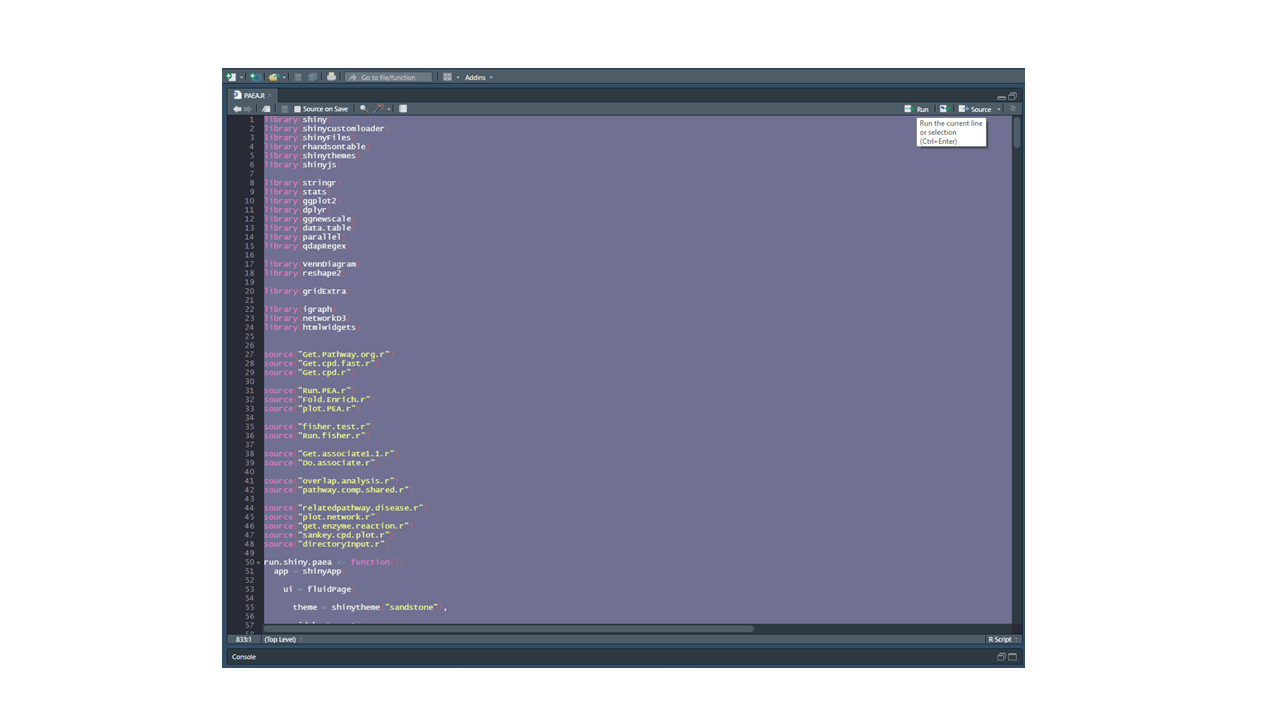 Go to file/function
Addins
PAEA.R
Source on Save
Run
Source
Run the current line
or selection
(Ctrl+Enter)
1 library(shiny)
2 library(shinycustomloader)
3 library(shinyFiles)
4 library(rhandsontable)
5 library(shinythemes)
6 library(shinyjs)
7
8 library(stringr)
9 library(stats)
10 library(ggplot2)
11 library(dplyr)
12 library(ggnewscale)
13 library(data.table)
14 library(parallel)
15 library(qdapRegex)
16
17 library(VennDiagram)
18 library(reshape2)
19
20 library(gridExtra)
21
22 library(igraph)
23 library(networkD3)
24 library(htmlwidgets)
25
26
27 source("Get.Pathway.org.r")
28 source("Get.cpd.fast.r")
29 source("Get.cpd.r")
30
31 source("Run.PEA.r")
32 source("Fold.Enrich.r")
33 source("plot.PEA.r")
34
35 source("fisher.test.r")
36 source("Run.fisher.r")
37
38 source("Get.associate1.1.r")
39 source("Do.associate.r")
40
41 source("overlap.analysis.r")
42 source("pathway.comp.shared.r")
43
44 source("relatedpathway.disease.r")
45 source("plot.network.r")
46 source("get.enzyme.reaction.r")
47 source("sankey.cpd.plot.r")
48 source("directoryInput.r")
49
50 run.shiny.paea <- function(){
51 app = shinyApp(
52
53 ui = fluidPage(
54
55 theme = shinytheme("sandstone"),
56
57
58
833:1 (Top Level)
R Script
Console